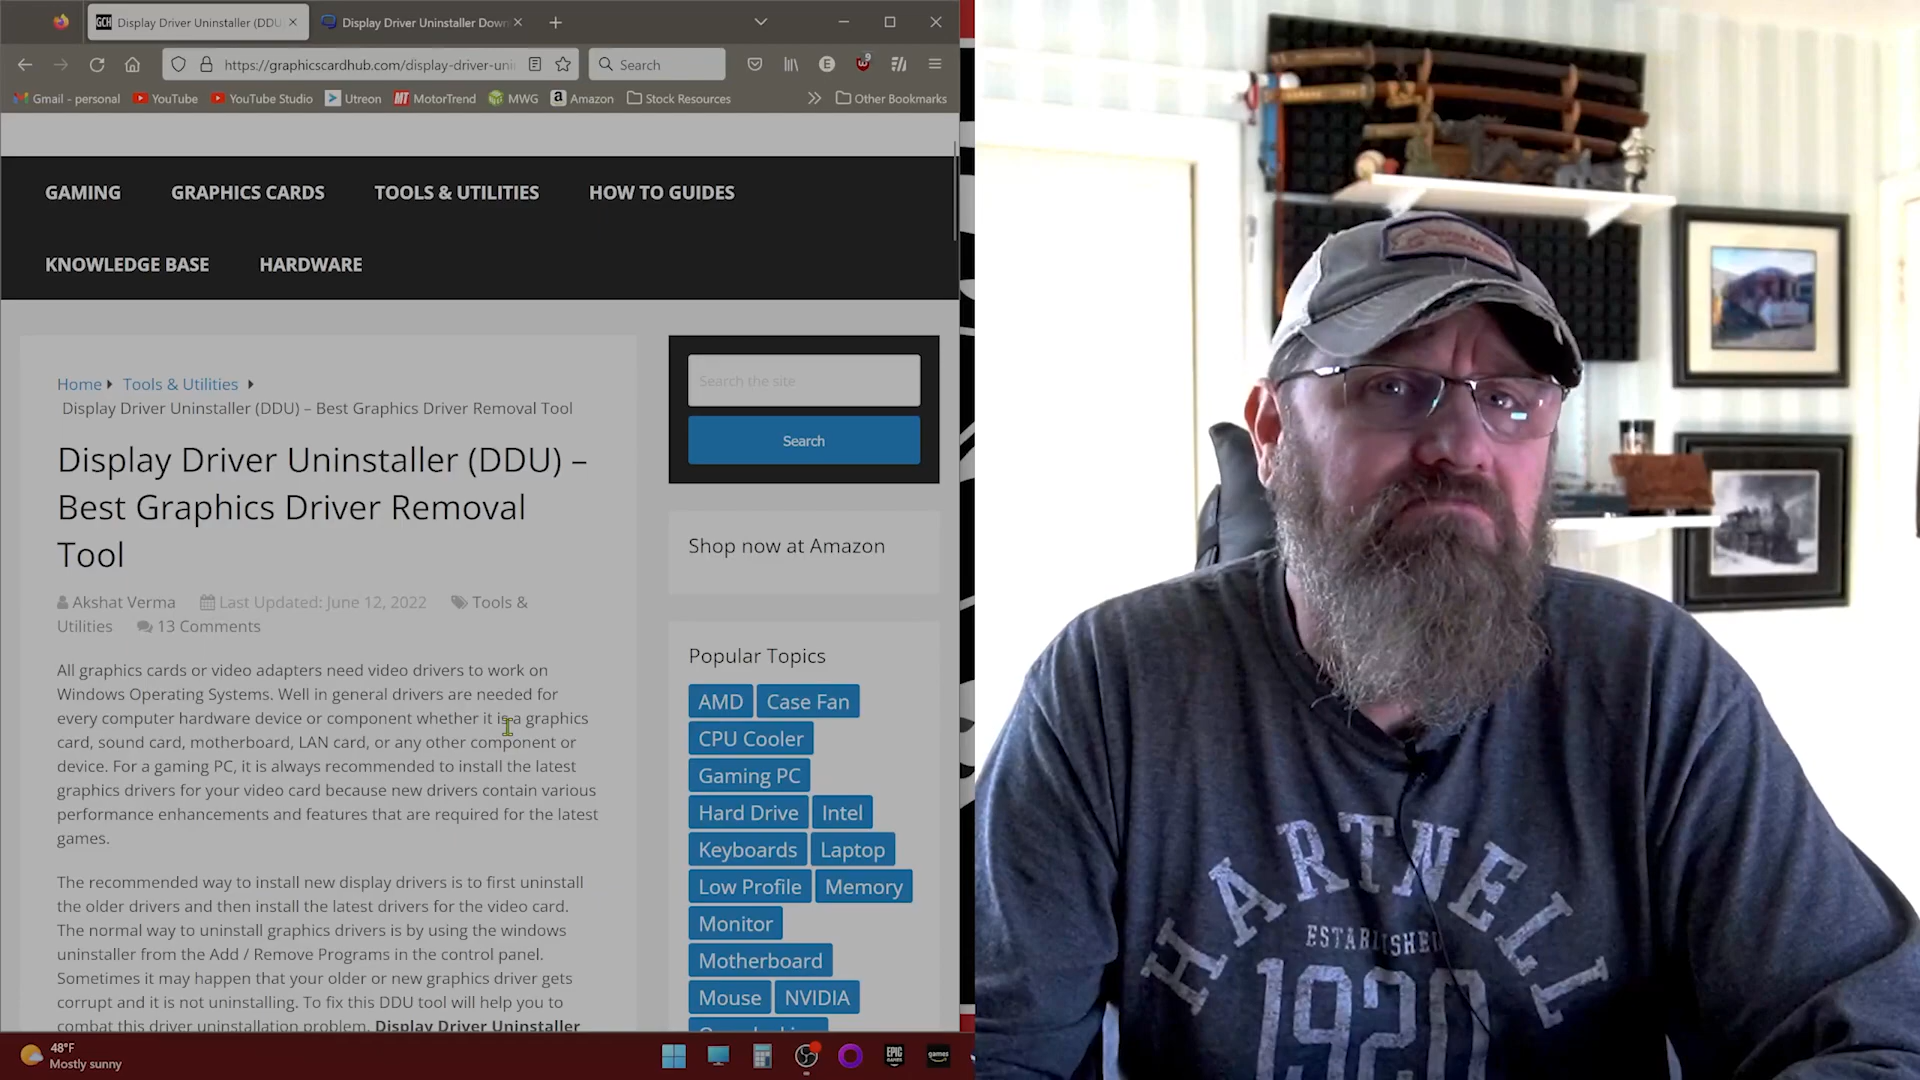 GCH Display Driver Uninstaller (DDU
Display Driver Uninstaller Down
https://graphicscardhub.com/display-driver-uni
Search
Gmail - personal
YouTube
YouTube Studio
Utreon
MT MotorTrend
MWG
a Amazon
Stock Resources
Other Bookmarks
GAMING
GRAPHICS CARDS
TOOLS & UTILITIES
HOW TO GUIDES
KNOWLEDGE BASE
HARDWARE
Home
Tools & Utilities
Display Driver Uninstaller (DDU) – Best Graphics Driver Removal Tool
Display Driver Uninstaller (DDU) –
Best Graphics Driver Removal
Tool
Akshat Verma
Last Updated: June 12, 2022
Tools &
Utilities
13 Comments
All graphics cards or video adapters need video drivers to work on
Windows Operating Systems. Well in general drivers are needed for
every computer hardware device or component whether it is a graphics
card, sound card, motherboard, LAN card, or any other component or
device. For a gaming PC, it is always recommended to install the latest
graphics drivers for your video card because new drivers contain various
performance enhancements and features that are required for the latest
games.
The recommended way to install new display drivers is to first uninstall
the older drivers and then install the latest drivers for the video card.
The normal way to uninstall graphics drivers is by using the windows
uninstaller from the Add / Remove Programs in the control panel.
Sometimes it may happen that your older or new graphics driver gets
corrupt and it is not uninstalling. To fix this DDU tool will help you to
combat this driver uninstallation problem. Display Driver Uninstaller
Search the site
Search
Shop now at Amazon
Popular Topics
AMD
Case Fan
CPU Cooler
Gaming PC
Hard Drive
Intel
Keyboards
Laptop
Low Profile
Memory
Monitor
Motherboard
Mouse
NVIDIA
48°F
Mostly sunny
EPIC
GAMES
games
HARTNELL
ESTABLISHED
1920